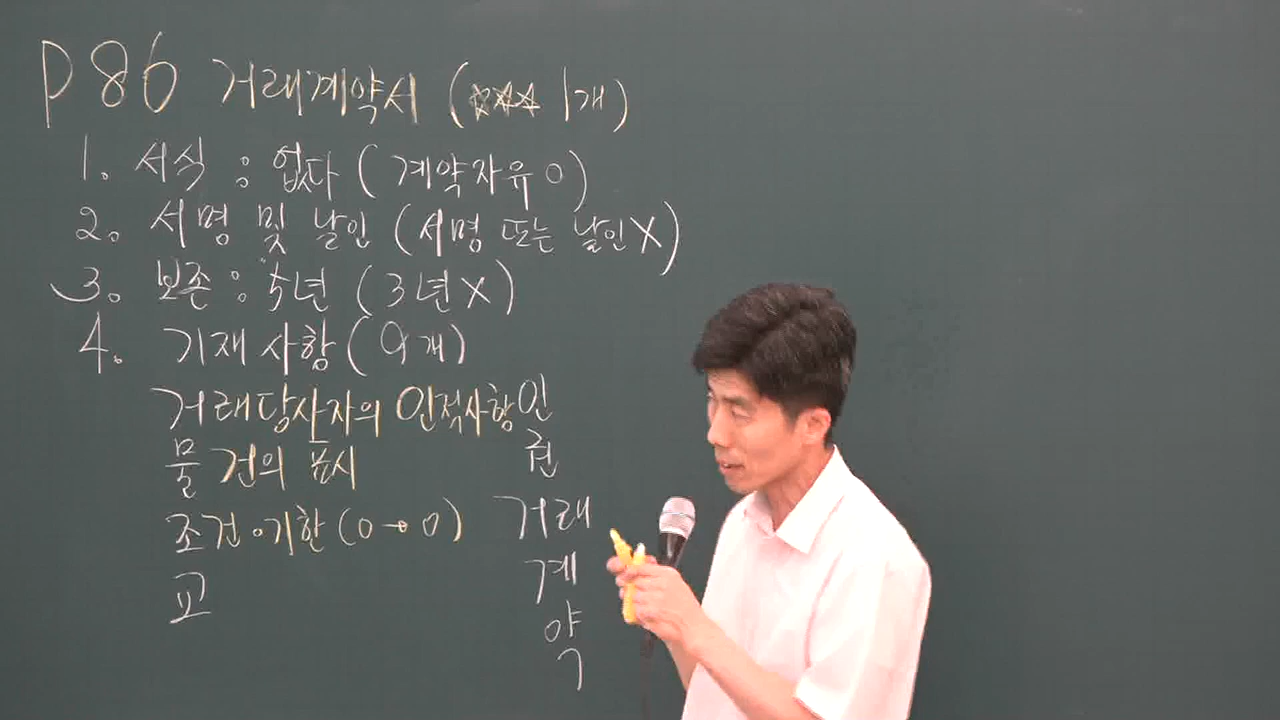 P86 거래계약서 (☆☆☆ 1개)
1. 서식 : 없다 (계약자유 O)
2. 서명 및 날인 (서명 또는 날인 X)
3. 보존 : 5년 (3년 X)
4. 기재사항 (9개)
거래당사자의 인적사항 인
물건의 표시 권
조건·기한 (0→0) 거래
교 계
약